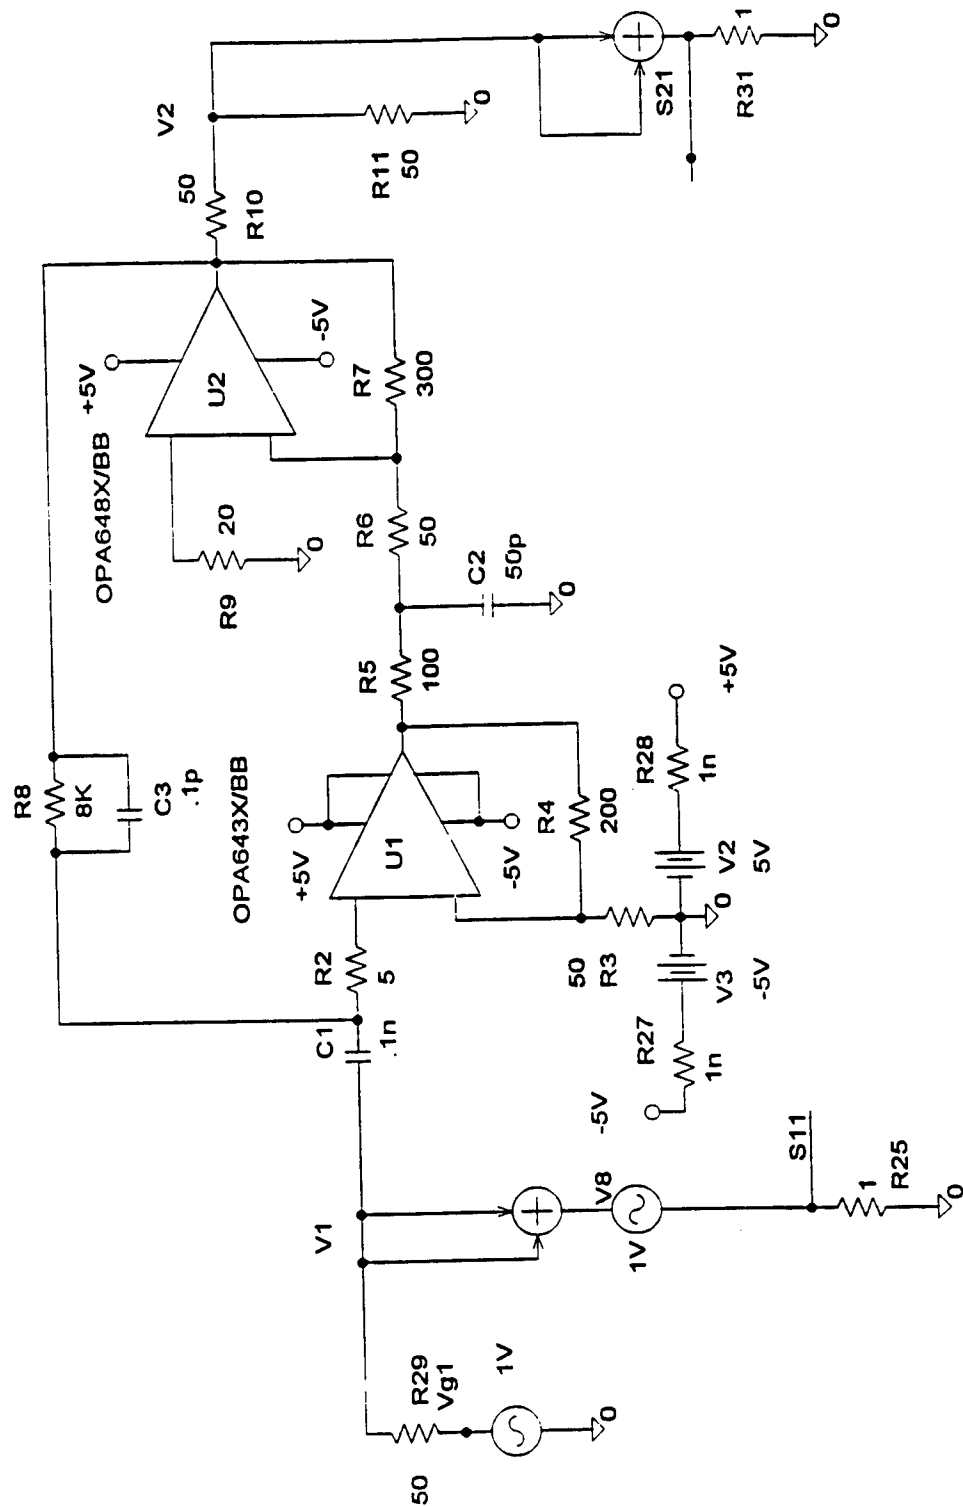 R8
8K
C3
.1p
OPA648X/BB
+5V
U2
-5V
R9
20
0
R7
300
R6
50
C2
50p
0
50
R10
V2
R11
50
0
S21
1
R31
0
OPA643X/BB
+5V
U1
-5V
R2
5
C1
.1n
R4
200
R5
100
50
R3
R28
1n
+5V
V2
5V
0
V3
-5V
R27
1n
-5V
V1
V8
1V
S11
1
R25
0
50
R29
Vg1
1V
0